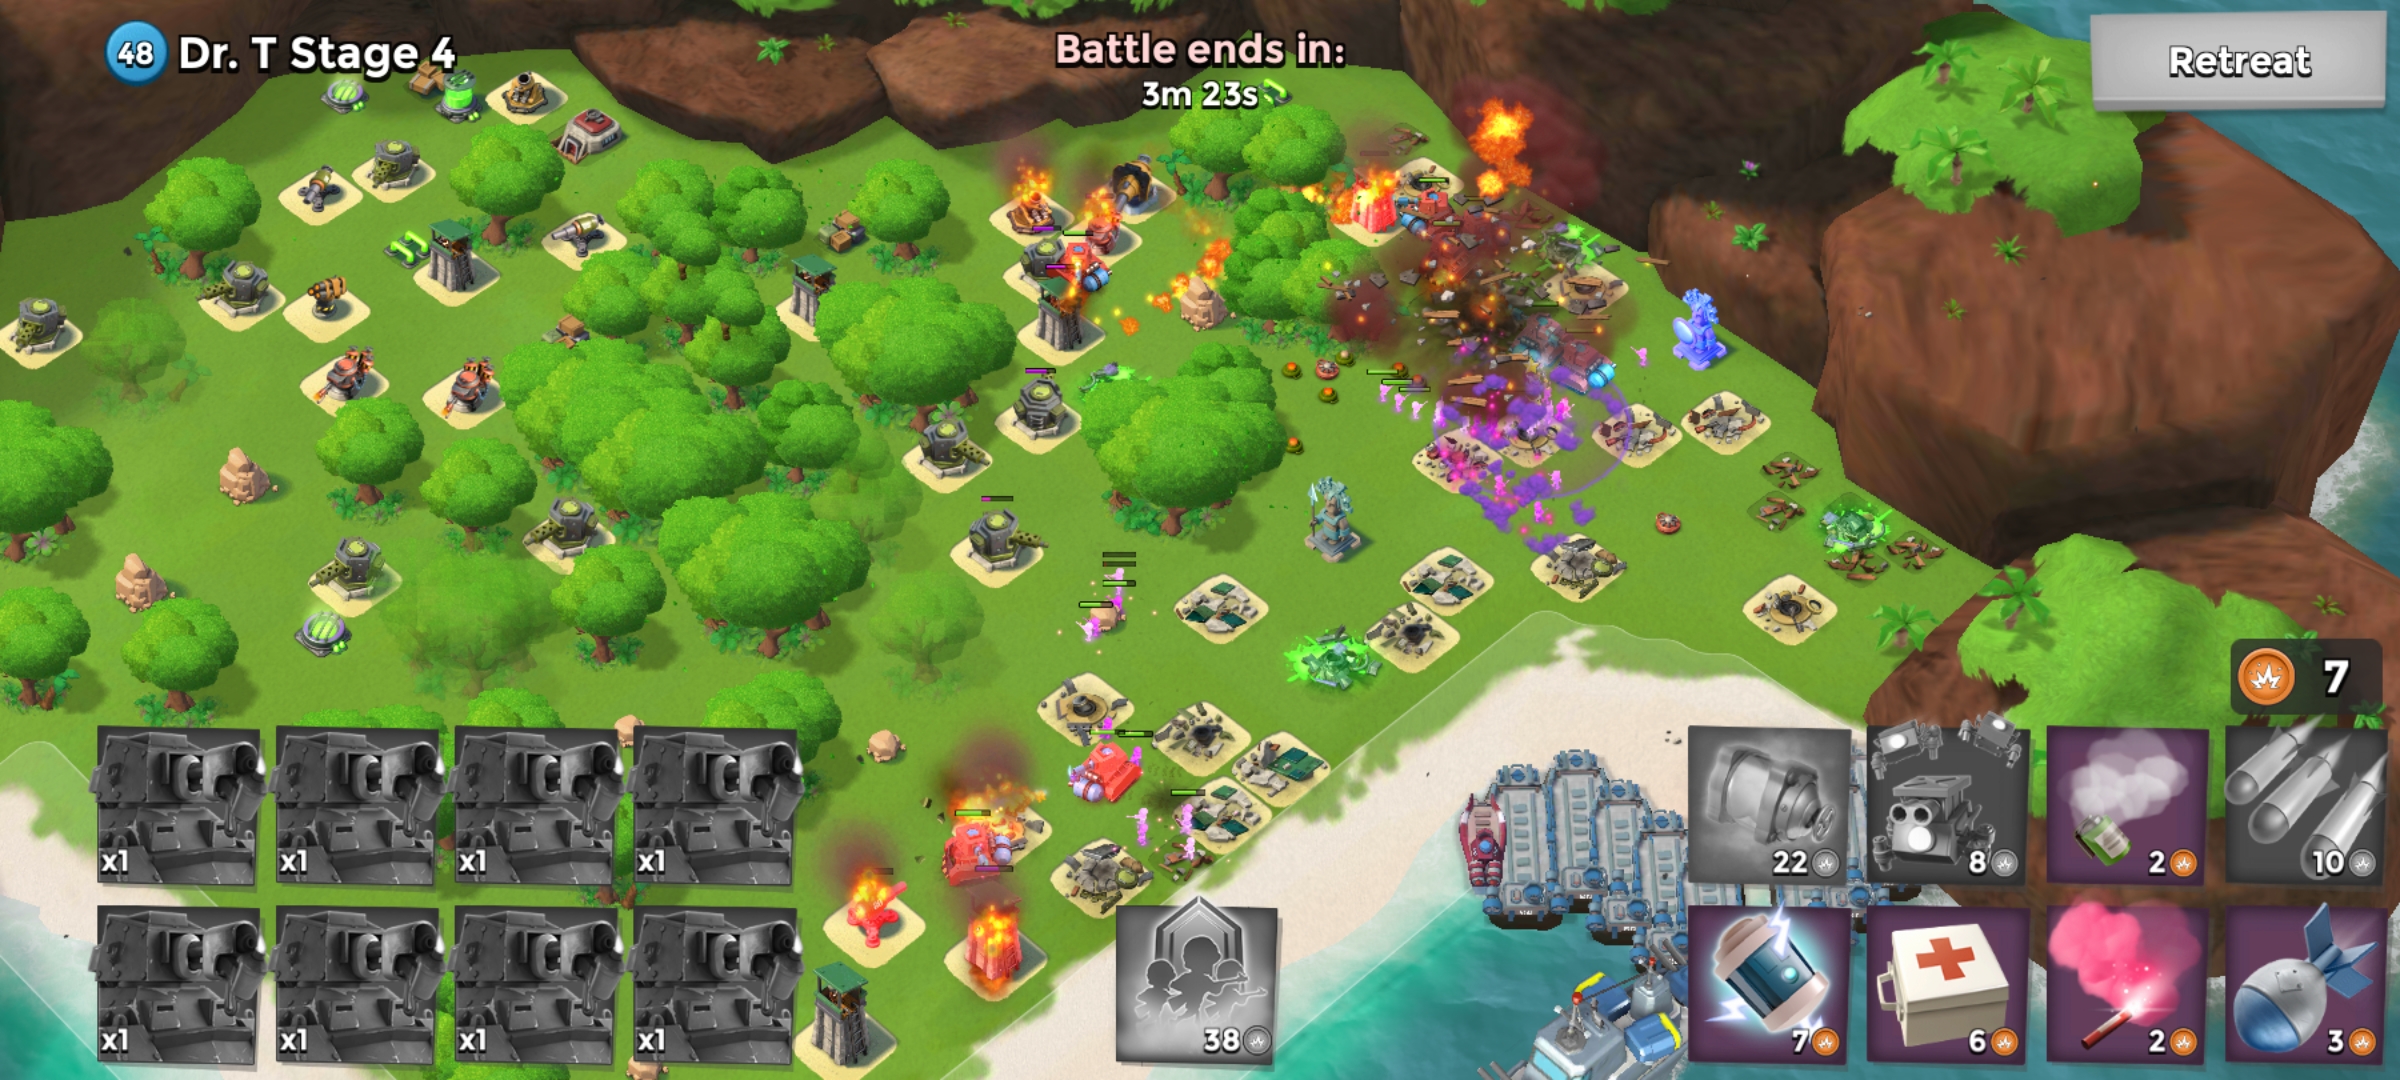 48 Dr. T Stage 4
Battle ends in:
3m 23s
Retreat
7
x1 x1 x1 x1
22 8 2 10
x1 x1 x1 x1
38
7 6 2 3